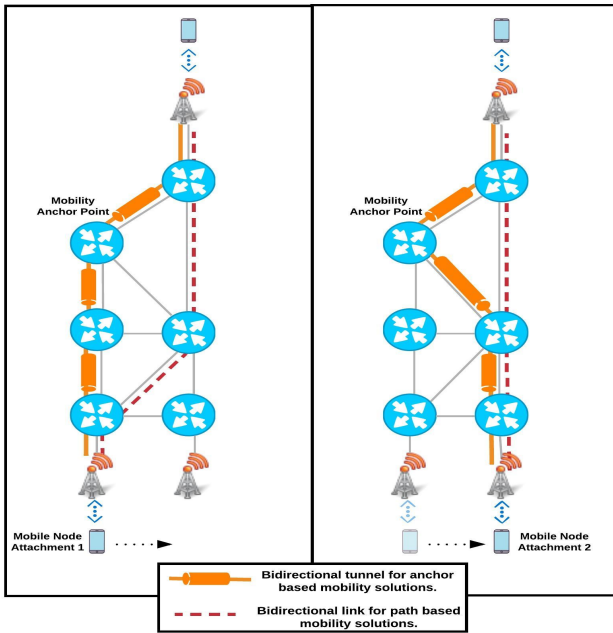 Mobility
Anchor Point
Mobile Node
Attachment 1
Mobility
Anchor Point
Mobile Node
Attachment 2
Bidirectional tunnel for anchor
based mobility solutions.
Bidirectional link for path based
mobility solutions.